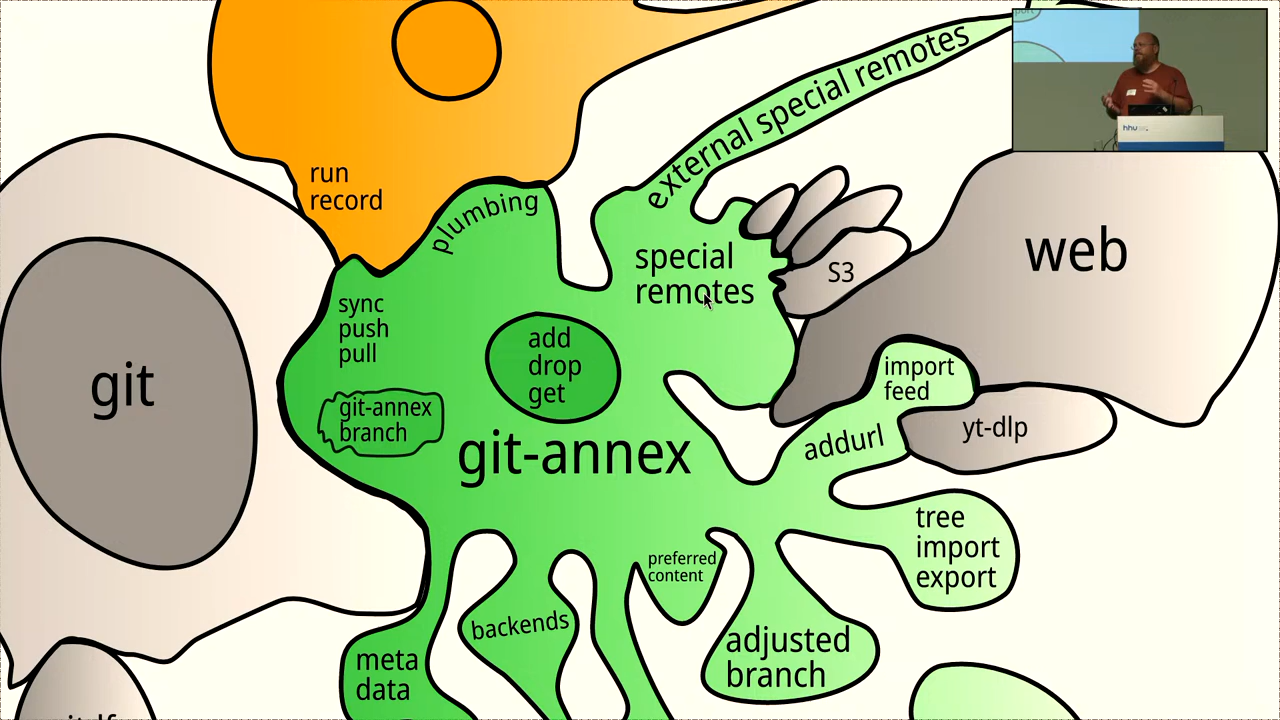 external special remotes
run
record
plumbing
special
remotes
S3
web
sync
push
pull
add
drop
get
git
git-annex
branch
git-annex
import
feed
addurl
yt-dlp
tree
import
export
preferred
content
backends
adjusted
branch
meta
data
hhu